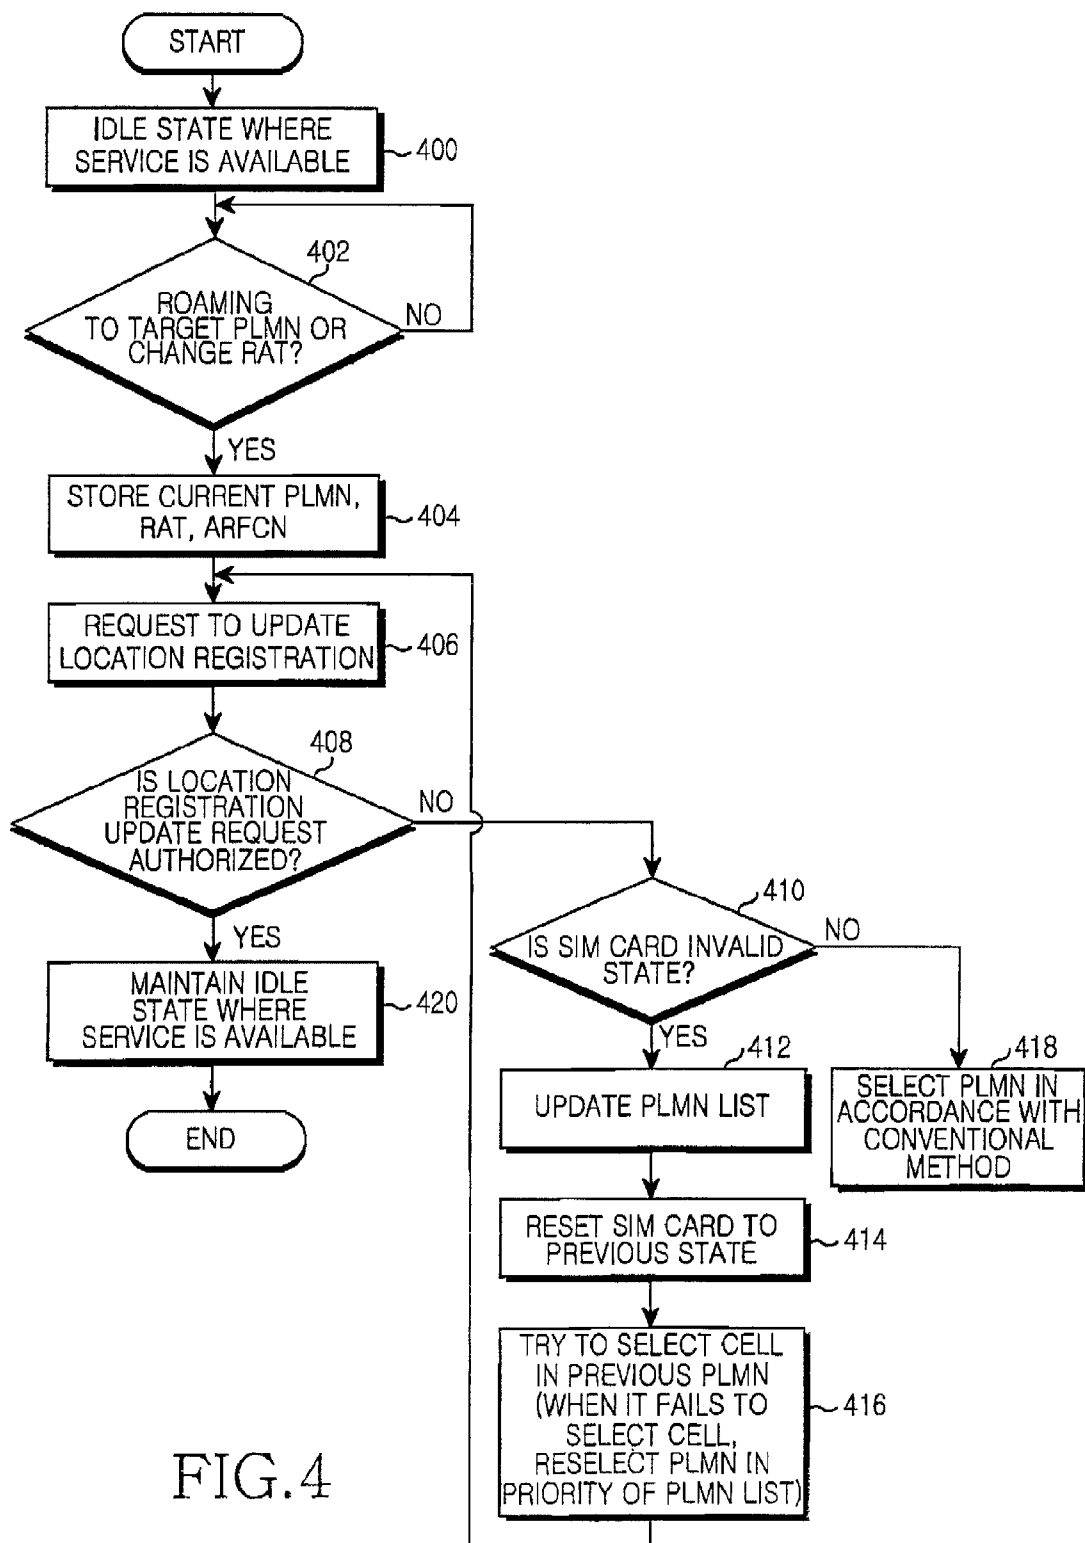 START
IDLE STATE WHERE
SERVICE IS AVAILABLE
400
402
ROAMING
TO TARGET PLMN OR
CHANGE RAT?
NO
YES
STORE CURRENT PLMN,
RAT, ARFCN
404
REQUEST TO UPDATE
LOCATION REGISTRATION
406
408
IS LOCATION
REGISTRATION
UPDATE REQUEST
AUTHORIZED?
NO
YES
410
IS SIM CARD INVALID
STATE?
NO
YES
MAINTAIN IDLE
STATE WHERE
SERVICE IS AVAILABLE
420
END
412
UPDATE PLMN LIST
418
SELECT PLMN IN
ACCORDANCE WITH
CONVENTIONAL
METHOD
RESET SIM CARD TO
PREVIOUS STATE
414
TRY TO SELECT CELL
IN PREVIOUS PLMN
(WHEN IT FAILS TO
SELECT CELL,
RESELECT PLMN IN
PRIORITY OF PLMN LIST)
416
FIG.4